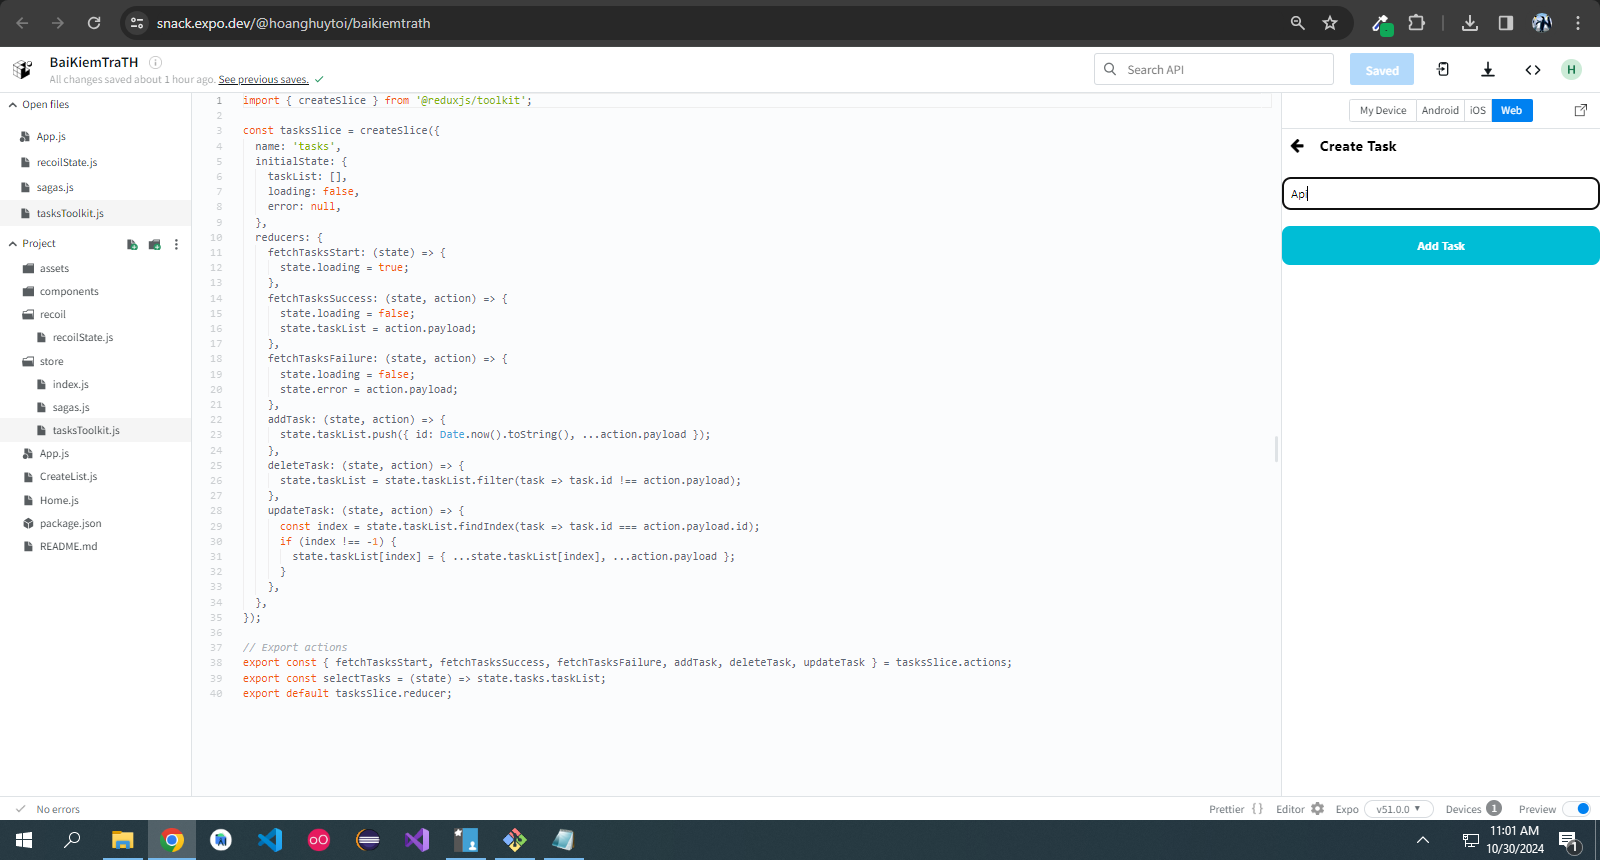 snack.expo.dev/@hoanghuytoi/baikiemtrath
BaiKiemTraTH
All changes saved about 1 hour ago. See previous saves.
Search API
Saved
H
Open files
App.js
recoilState.js
sagas.js
tasksToolkit.js
Project
assets
components
recoil
recoilState.js
store
index.js
sagas.js
tasksToolkit.js
App.js
CreateList.js
Home.js
package.json
README.md
1 import { createSlice } from '@reduxjs/toolkit';
2
3 const tasksSlice = createSlice({
4 name: 'tasks',
5 initialState: {
6 taskList: [],
7 loading: false,
8 error: null,
9 },
10 reducers: {
11 fetchTasksStart: (state) => {
12 state.loading = true;
13 },
14 fetchTasksSuccess: (state, action) => {
15 state.loading = false;
16 state.taskList = action.payload;
17 },
18 fetchTasksFailure: (state, action) => {
19 state.loading = false;
20 state.error = action.payload;
21 },
22 addTask: (state, action) => {
23 state.taskList.push({ id: Date.now().toString(), ...action.payload });
24 },
25 deleteTask: (state, action) => {
26 state.taskList = state.taskList.filter(task => task.id !== action.payload);
27 },
28 updateTask: (state, action) => {
29 const index = state.taskList.findIndex(task => task.id === action.payload.id);
30 if (index !== -1) {
31 state.taskList[index] = { ...state.taskList[index], ...action.payload };
32 }
33 },
34 },
35 });
36
37 // Export actions
38 export const { fetchTasksStart, fetchTasksSuccess, fetchTasksFailure, addTask, deleteTask, updateTask } = tasksSlice.actions;
39 export const selectTasks = (state) => state.tasks.taskList;
40 export default tasksSlice.reducer;
My Device Android iOS Web
Create Task
Api
Add Task
No errors
Prettier { } Editor Expo v51.0.0 Devices 1 Preview
11:01 AM
10/30/2024
1